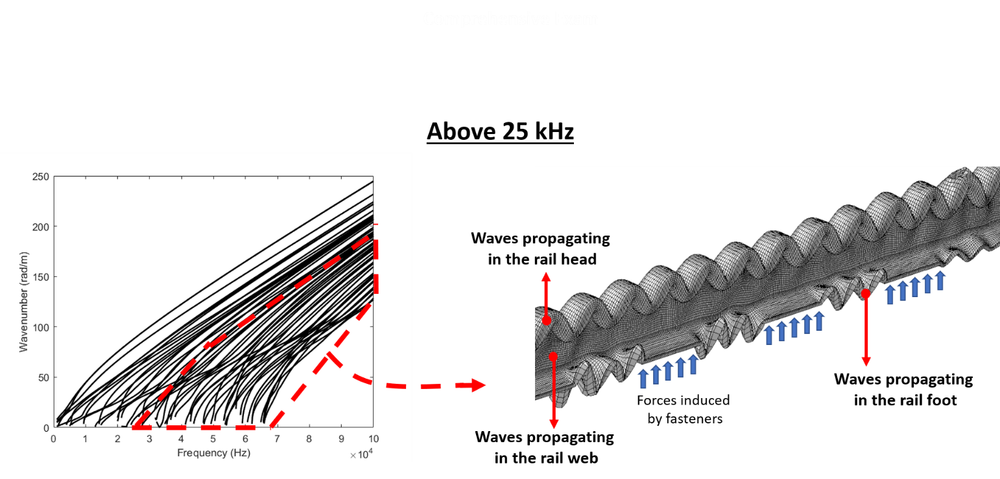 Above 25 kHz
250
200
150
100
50
0
Wavenumber (rad/m)
0 1 2 3 4 5 6 7 8 9 10
Frequency (Hz)
×10⁴
Waves propagating
in the rail head
Waves propagating
in the rail web
Forces induced
by fasteners
Waves propagating
in the rail foot